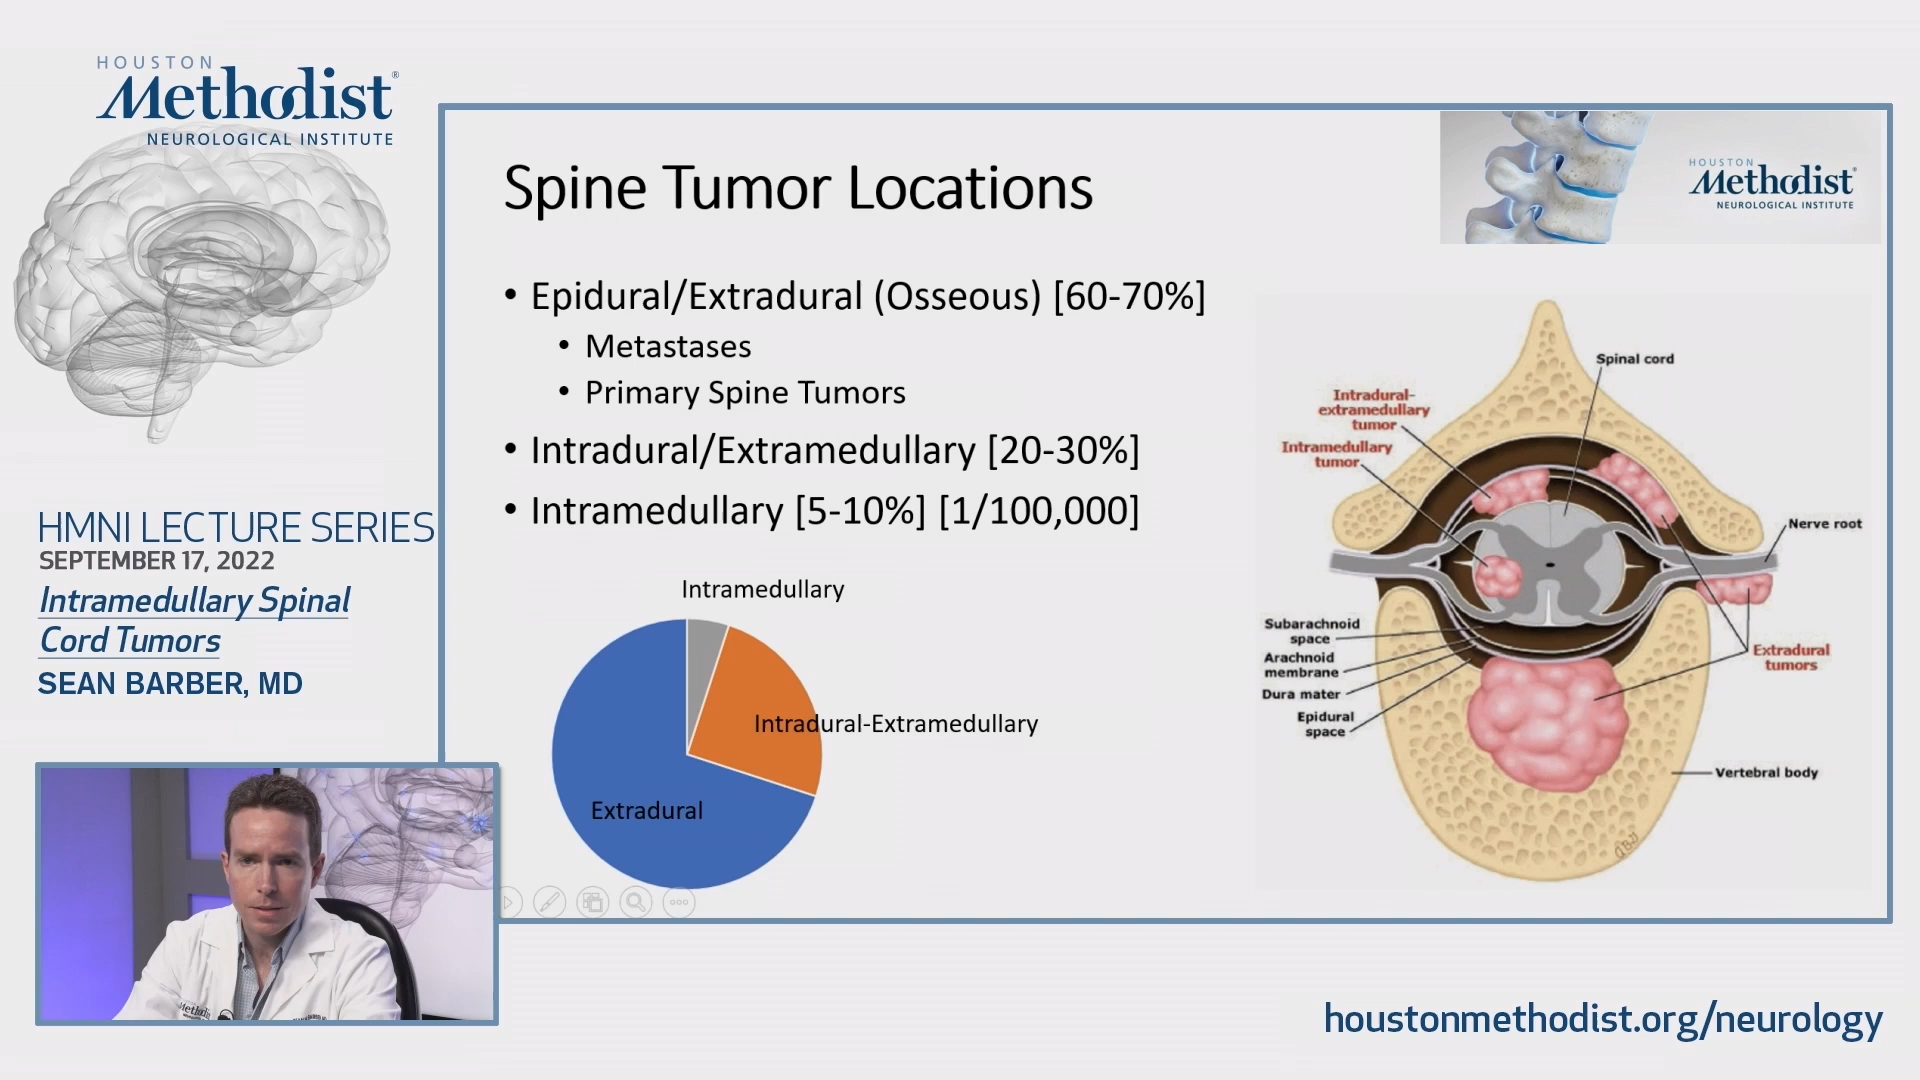 HOUSTON
Methodist®
NEUROLOGICAL INSTITUTE
HMNI LECTURE SERIES
SEPTEMBER 17, 2022
Intramedullary Spinal
Cord Tumors
SEAN BARBER, MD
Spine Tumor Locations
HOUSTON
Methodist®
NEUROLOGICAL INSTITUTE
• Epidural/Extradural (Osseous) [60-70%]
• Metastases
• Primary Spine Tumors
• Intradural/Extramedullary [20-30%]
• Intramedullary [5-10%] [1/100,000]
Intramedullary
Intradural-Extramedullary
Extradural
Spinal cord
Intradural-
extramedullary
tumor
Intramedullary
tumor
Nerve root
Subarachnoid
space
Arachnoid
membrane
Dura mater
Epidural
space
Extradural
tumors
Vertebral body
houstonmethodist.org/neurology